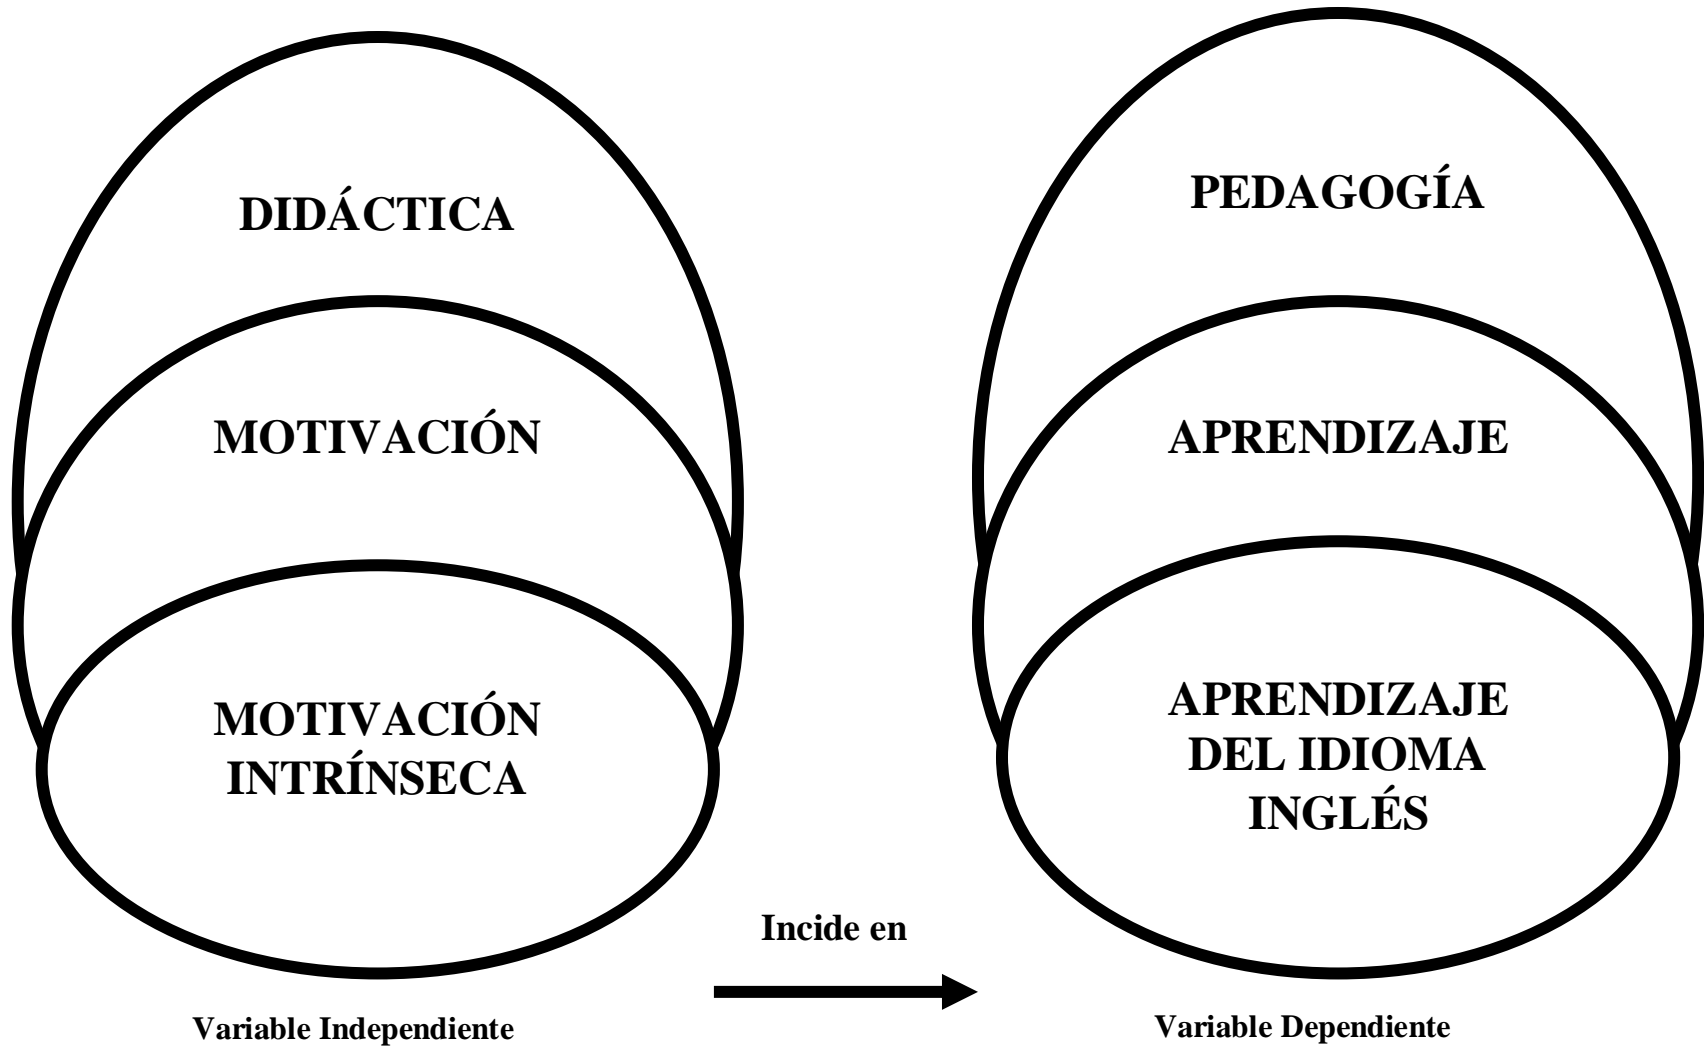 DIDÁCTICA
MOTIVACIÓN
MOTIVACIÓN
INTRÍNSECA
Variable Independiente
Incide en
PEDAGOGÍA
APRENDIZAJE
APRENDIZAJE
DEL IDIOMA
INGLÉS
Variable Dependiente